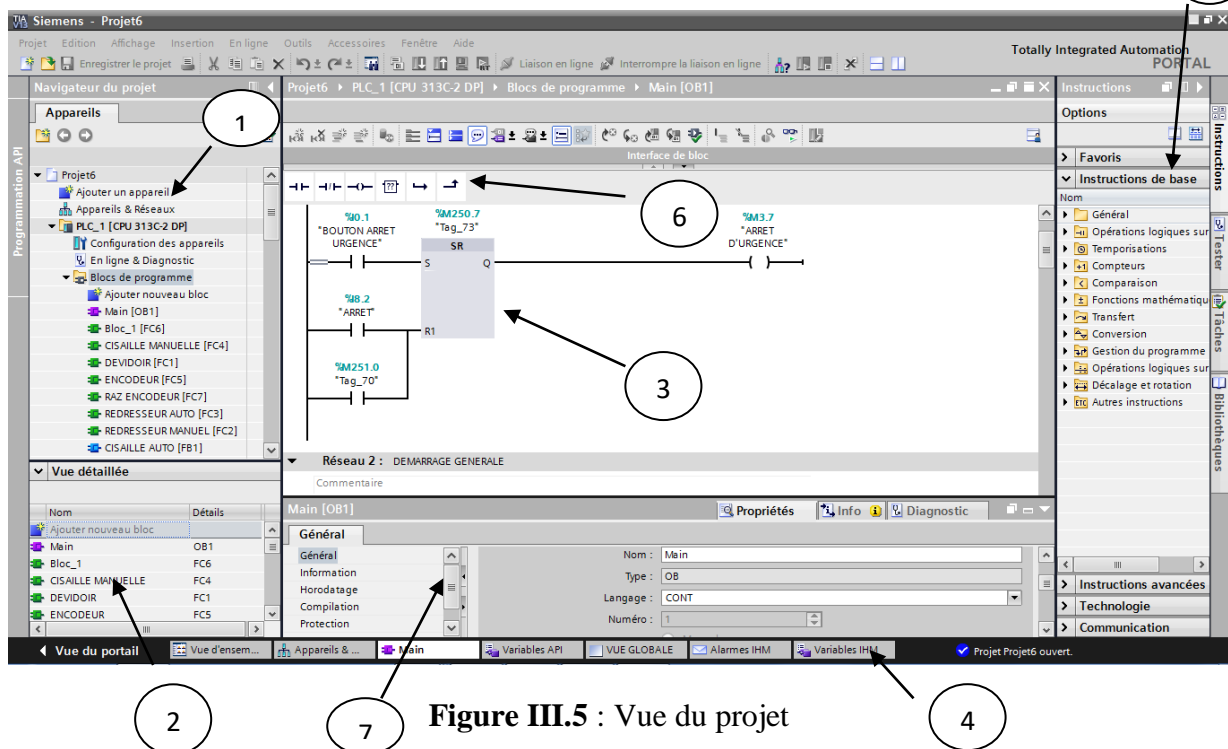 Siemens - Projet6
Projet Edition Affichage Insertion En ligne Outils Accessoires Fenêtre Aide
Enregistrer le projet
Liaison en ligne
Interrompre la liaison en ligne
Totally Integrated Automation
PORTAL
Navigateur du projet
Projet6 ▸ PLC_1 [CPU 313C-2 DP] ▸ Blocs de programme ▸ Main [OB1]
Instructions
Appareils
Options
Programmation API
Projet6
Ajouter un appareil
Appareils & Réseaux
PLC_1 [CPU 313C-2 DP]
Configuration des appareils
En ligne & Diagnostic
Blocs de programme
Ajouter nouveau bloc
Main [OB1]
Bloc_1 [FC6]
CISAILLE MANUELLE [FC4]
DEVIDOIR [FC1]
ENCODEUR [FC5]
RAZ ENCODEUR [FC7]
REDRESSEUR AUTO [FC3]
REDRESSEUR MANUEL [FC2]
CISAILLE AUTO [FB1]
Vue détaillée
Nom Détails
Ajouter nouveau bloc
Main OB1
Bloc_1 FC6
CISAILLE MANUELLE FC4
DEVIDOIR FC1
ENCODEUR FC5
Interface de bloc
??
%I0.1
"BOUTON ARRET
URGENCE"
%M250.7
"Tag_73"
SR
S Q
%M3.7
"ARRET
D'URGENCE"
%I8.2
"ARRET"
R1
%M251.0
"Tag_70"
Réseau 2 : DEMARRAGE GENERALE
Commentaire
Main [OB1]
Propriétés
Info
Diagnostic
Général
Général
Information
Horodatage
Compilation
Protection
Nom : Main
Type : OB
Langage : CONT
Numéro : 1
Favoris
Instructions de base
Nom
Général
Opérations logiques sur
Temporisations
Compteurs
Comparaison
Fonctions mathématiqu
Transfert
Conversion
Gestion du programme
Opérations logiques sur
Décalage et rotation
Autres instructions
Instructions avancées
Technologie
Communication
Instructions
Tester
Tâches
Bibliothèques
Vue du portail
Vue d'ensem...
Appareils & ...
Main
Variables API
VUE GLOBALE
Alarmes IHM
Variables IHM
Projet Projet6 ouvert.
1
6
3
2
7
4
Figure III.5 : Vue du projet